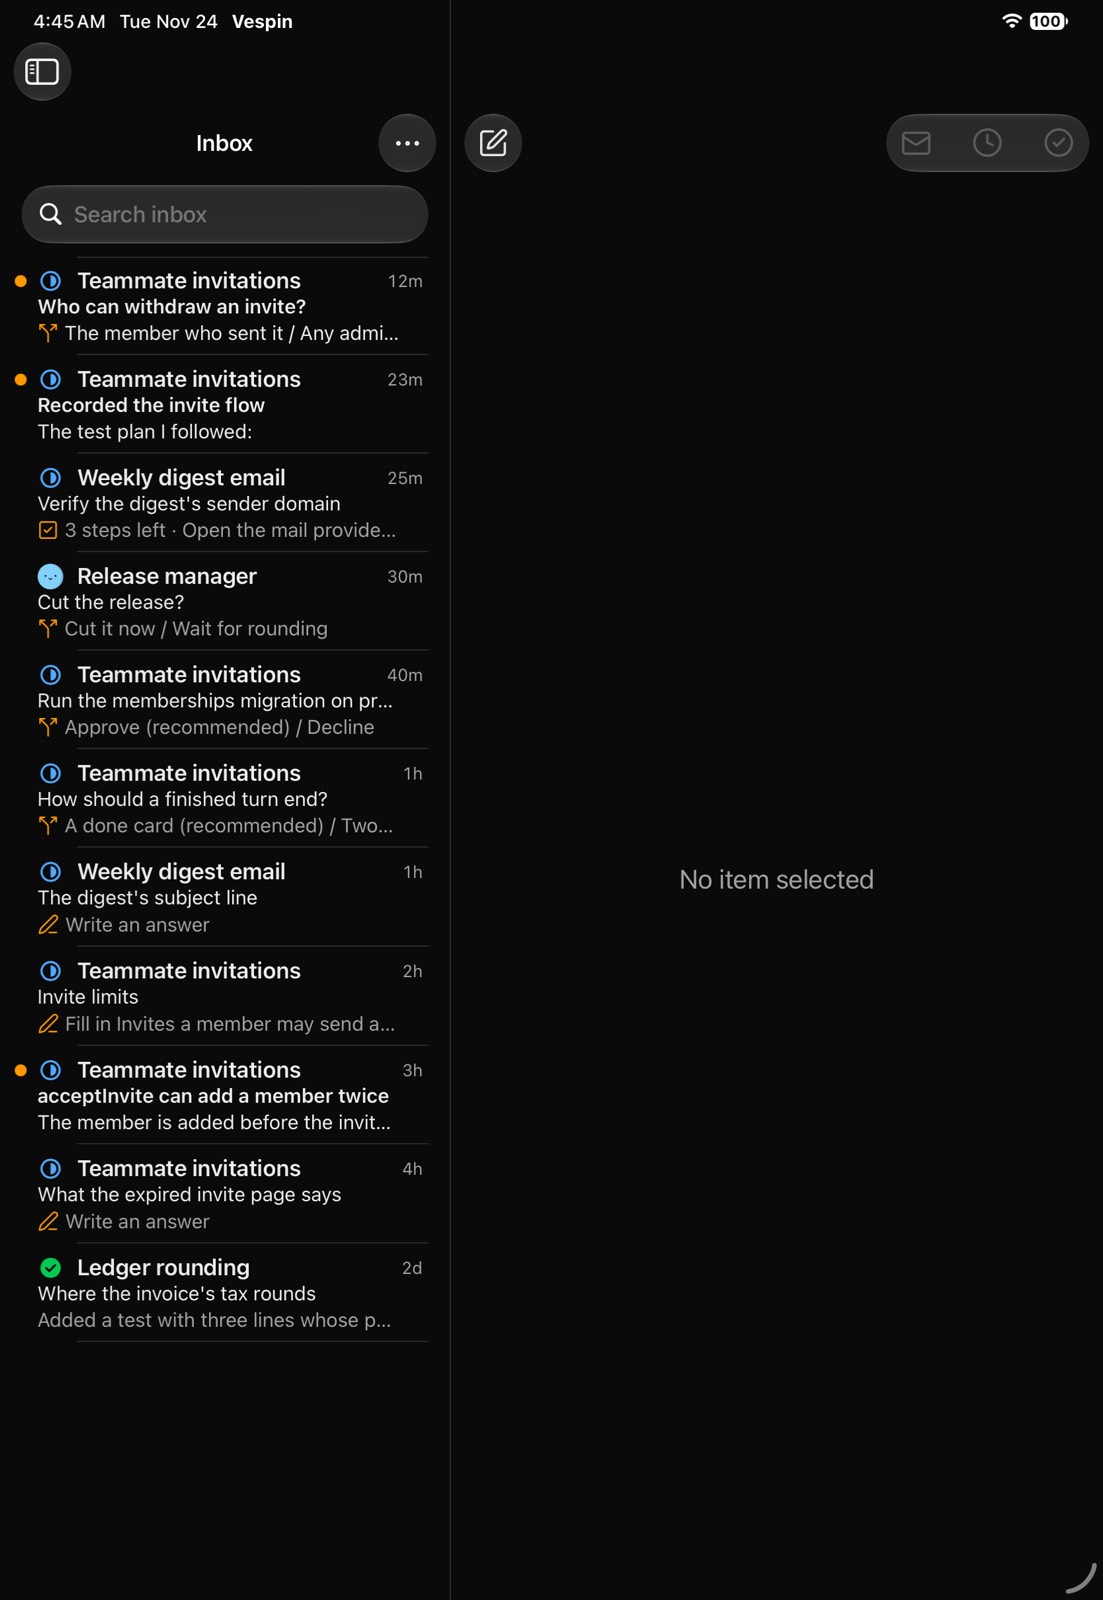 4:45 AM Tue Nov 24 Vespin
100
Inbox
Search inbox
Teammate invitations 12m
Who can withdraw an invite?
The member who sent it / Any admi...
Teammate invitations 23m
Recorded the invite flow
The test plan I followed:
Weekly digest email 25m
Verify the digest's sender domain
3 steps left · Open the mail provide...
Release manager 30m
Cut the release?
Cut it now / Wait for rounding
Teammate invitations 40m
Run the memberships migration on pr...
Approve (recommended) / Decline
Teammate invitations 1h
How should a finished turn end?
A done card (recommended) / Two...
Weekly digest email 1h
The digest's subject line
Write an answer
Teammate invitations 2h
Invite limits
Fill in Invites a member may send a...
Teammate invitations 3h
acceptInvite can add a member twice
The member is added before the invit...
Teammate invitations 4h
What the expired invite page says
Write an answer
Ledger rounding 2d
Where the invoice's tax rounds
Added a test with three lines whose p...
No item selected